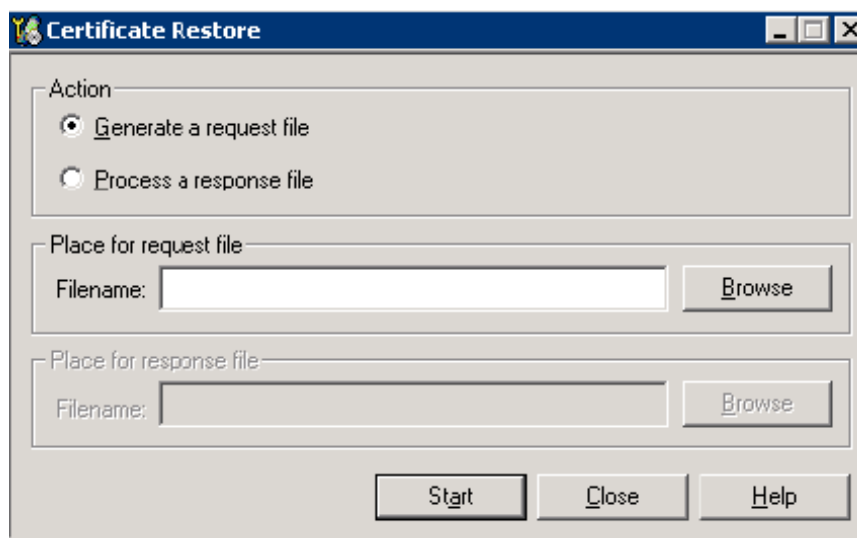 Certificate Restore
Action
Generate a request file
Process a response file
Place for request file
Filename:
Browse
Place for response file
Filename:
Browse
Start
Close
Help